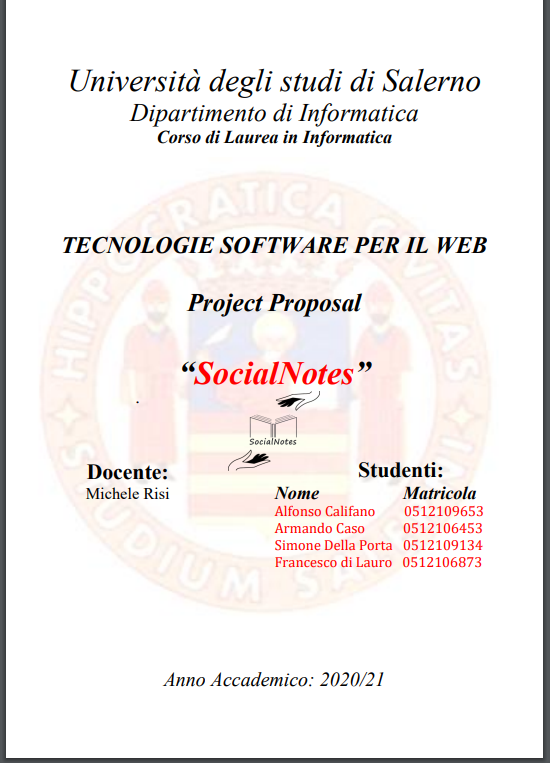 Università degli studi di Salerno
Dipartimento di Informatica
Corso di Laurea in Informatica
HIPPOCRATICA CIVITAS
TECNOLOGIE SOFTWARE PER IL WEB
Project Proposal
“SocialNotes”
SocialNotes
Docente:
Michele Risi
Studenti:
Nome Matricola
Alfonso Califano 0512109653
Armando Caso 0512106453
Simone Della Porta 0512109134
Francesco di Lauro 0512106873
STUDIUM
Anno Accademico: 2020/21